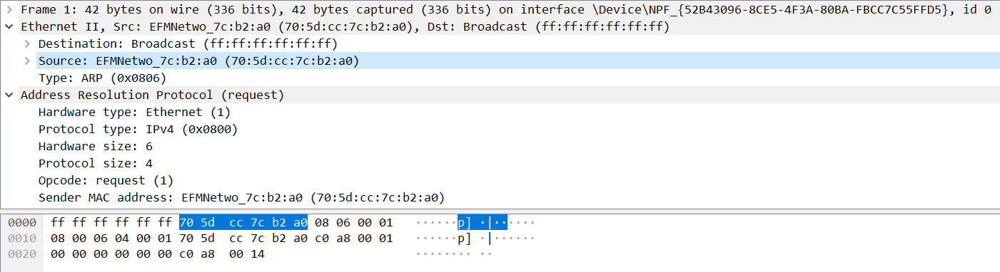 Frame 1: 42 bytes on wire (336 bits), 42 bytes captured (336 bits) on interface \Device\NPF_{52B43096-8CE5-4F3A-80BA-FBCC7C55FFD5}, id 0
Ethernet II, Src: EFMNetwo_7c:b2:a0 (70:5d:cc:7c:b2:a0), Dst: Broadcast (ff:ff:ff:ff:ff:ff)
Destination: Broadcast (ff:ff:ff:ff:ff:ff)
Source: EFMNetwo_7c:b2:a0 (70:5d:cc:7c:b2:a0)
Type: ARP (0x0806)
Address Resolution Protocol (request)
Hardware type: Ethernet (1)
Protocol type: IPv4 (0x0800)
Hardware size: 6
Protocol size: 4
Opcode: request (1)
Sender MAC address: EFMNetwo_7c:b2:a0 (70:5d:cc:7c:b2:a0)
0000 ff ff ff ff ff ff 70 5d cc 7c b2 a0 08 06 00 01 ······p] ·|······
0010 08 00 06 04 00 01 70 5d cc 7c b2 a0 c0 a8 00 01 ······p] ·|······
0020 00 00 00 00 00 00 c0 a8 00 14 ········ ··